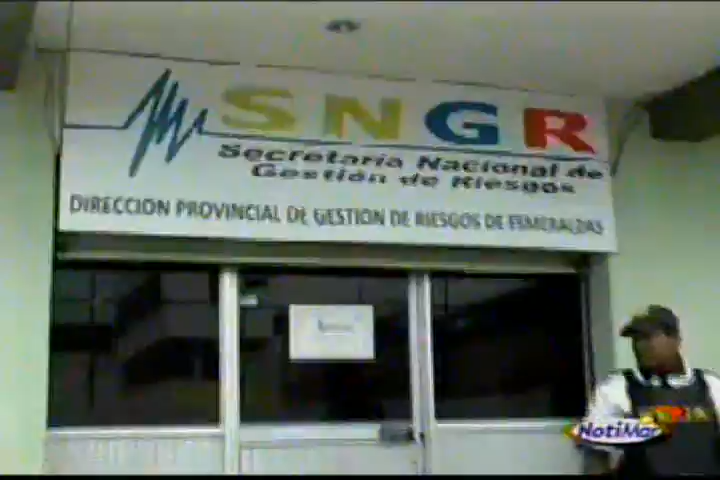 SNGR
Secretaría Nacional de
Gestión de Riesgos
DIRECCION PROVINCIAL DE GESTION DE RIESGOS DE ESMERALDAS
NotiMar